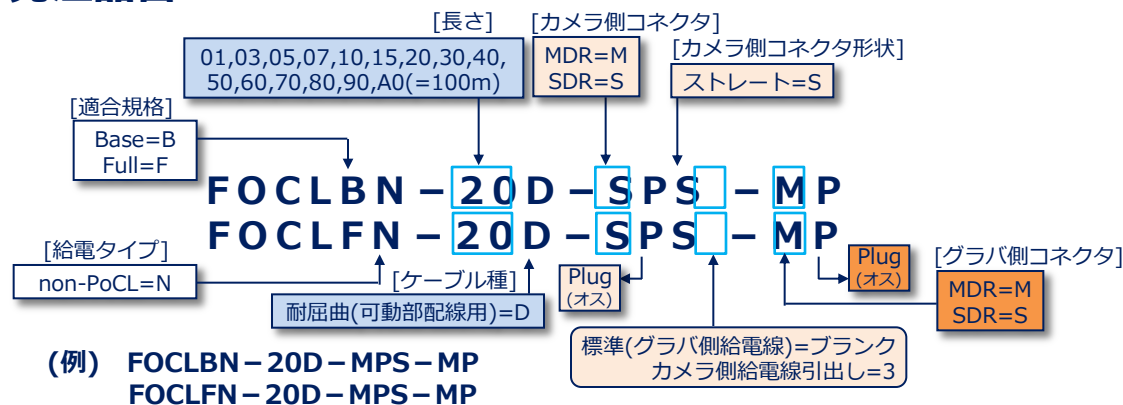 [長さ]
[カメラ側コネクタ]
01,03,05,07,10,15,20,30,40,
50,60,70,80,90,A0(=100m)
MDR=M
SDR=S
[カメラ側コネクタ形状]
ストレート=S
[適合規格]
Base=B
Full=F
FOCLBN－20D－SPS －MP
FOCLFN－20D－SPS －MP
[給電タイプ]
non-PoCL=N
[ケーブル種]
耐屈曲(可動部配線用)=D
Plug
(オス)
Plug
(オス)
[グラバ側コネクタ]
MDR=M
SDR=S
標準(グラバ側給電線)=ブランク
カメラ側給電線引出し=3
(例) FOCLBN－20D－MPS－MP
FOCLFN－20D－MPS－MP